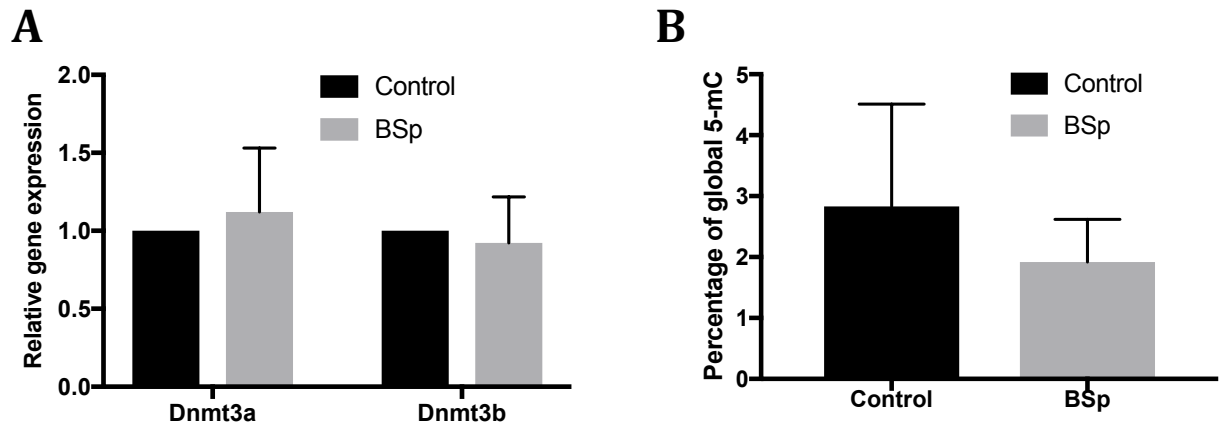 A
Relative gene expression
2.0
1.5
1.0
0.5
0.0
Control
BSp
Dnmt3a
Dnmt3b
B
Percentage of global 5-mC
5
4
3
2
1
0
Control
BSp
Control
BSp